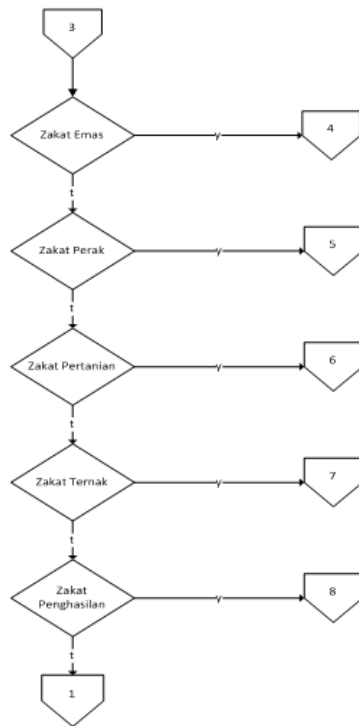 3
Zakat Emas
y
4
t
Zakat Perak
y
5
t
Zakat Pertanian
y
6
t
Zakat Ternak
y
7
t
Zakat
Penghasilan
y
8
t
1